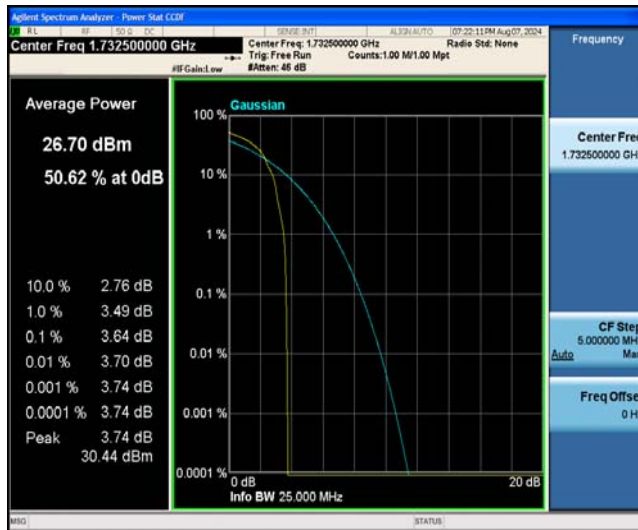 Agilent Spectrum Analyzer - Power Stat CCDF
RL RF 50 Ω DC SENSE:INT ALIGN AUTO 07:22:11 PM Aug 07, 2024
Center Freq 1.732500000 GHz
Center Freq: 1.732500000 GHz Radio Std: None
Trig: Free Run Counts:1.00 M/1.00 Mpt
#IFGain:Low #Atten: 46 dB
Frequency
Average Power
26.70 dBm
50.62 % at 0dB
10.0 % 2.76 dB
1.0 % 3.49 dB
0.1 % 3.64 dB
0.01 % 3.70 dB
0.001 % 3.74 dB
0.0001 % 3.74 dB
Peak 3.74 dB
30.44 dBm
Gaussian
100 %
10 %
1 %
0.1 %
0.01 %
0.001 %
0.0001 %
0 dB 20 dB
Info BW 25.000 MHz
Center Fre
1.732500000 GH
CF Step
5.000000 MH
Auto Ma
Freq Offse
0 H
MSG STATUS